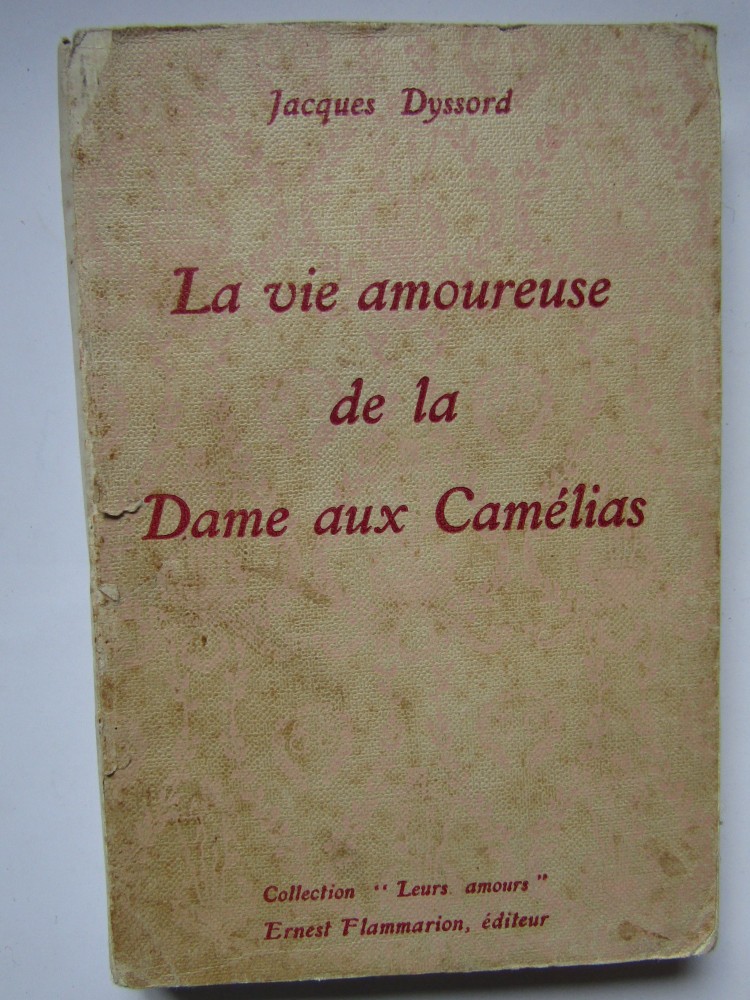 Jacques Dyssord
La vie amoureuse
de la
Dame aux Camélias
Collection "Leurs amours"
Ernest Flammarion, éditeur